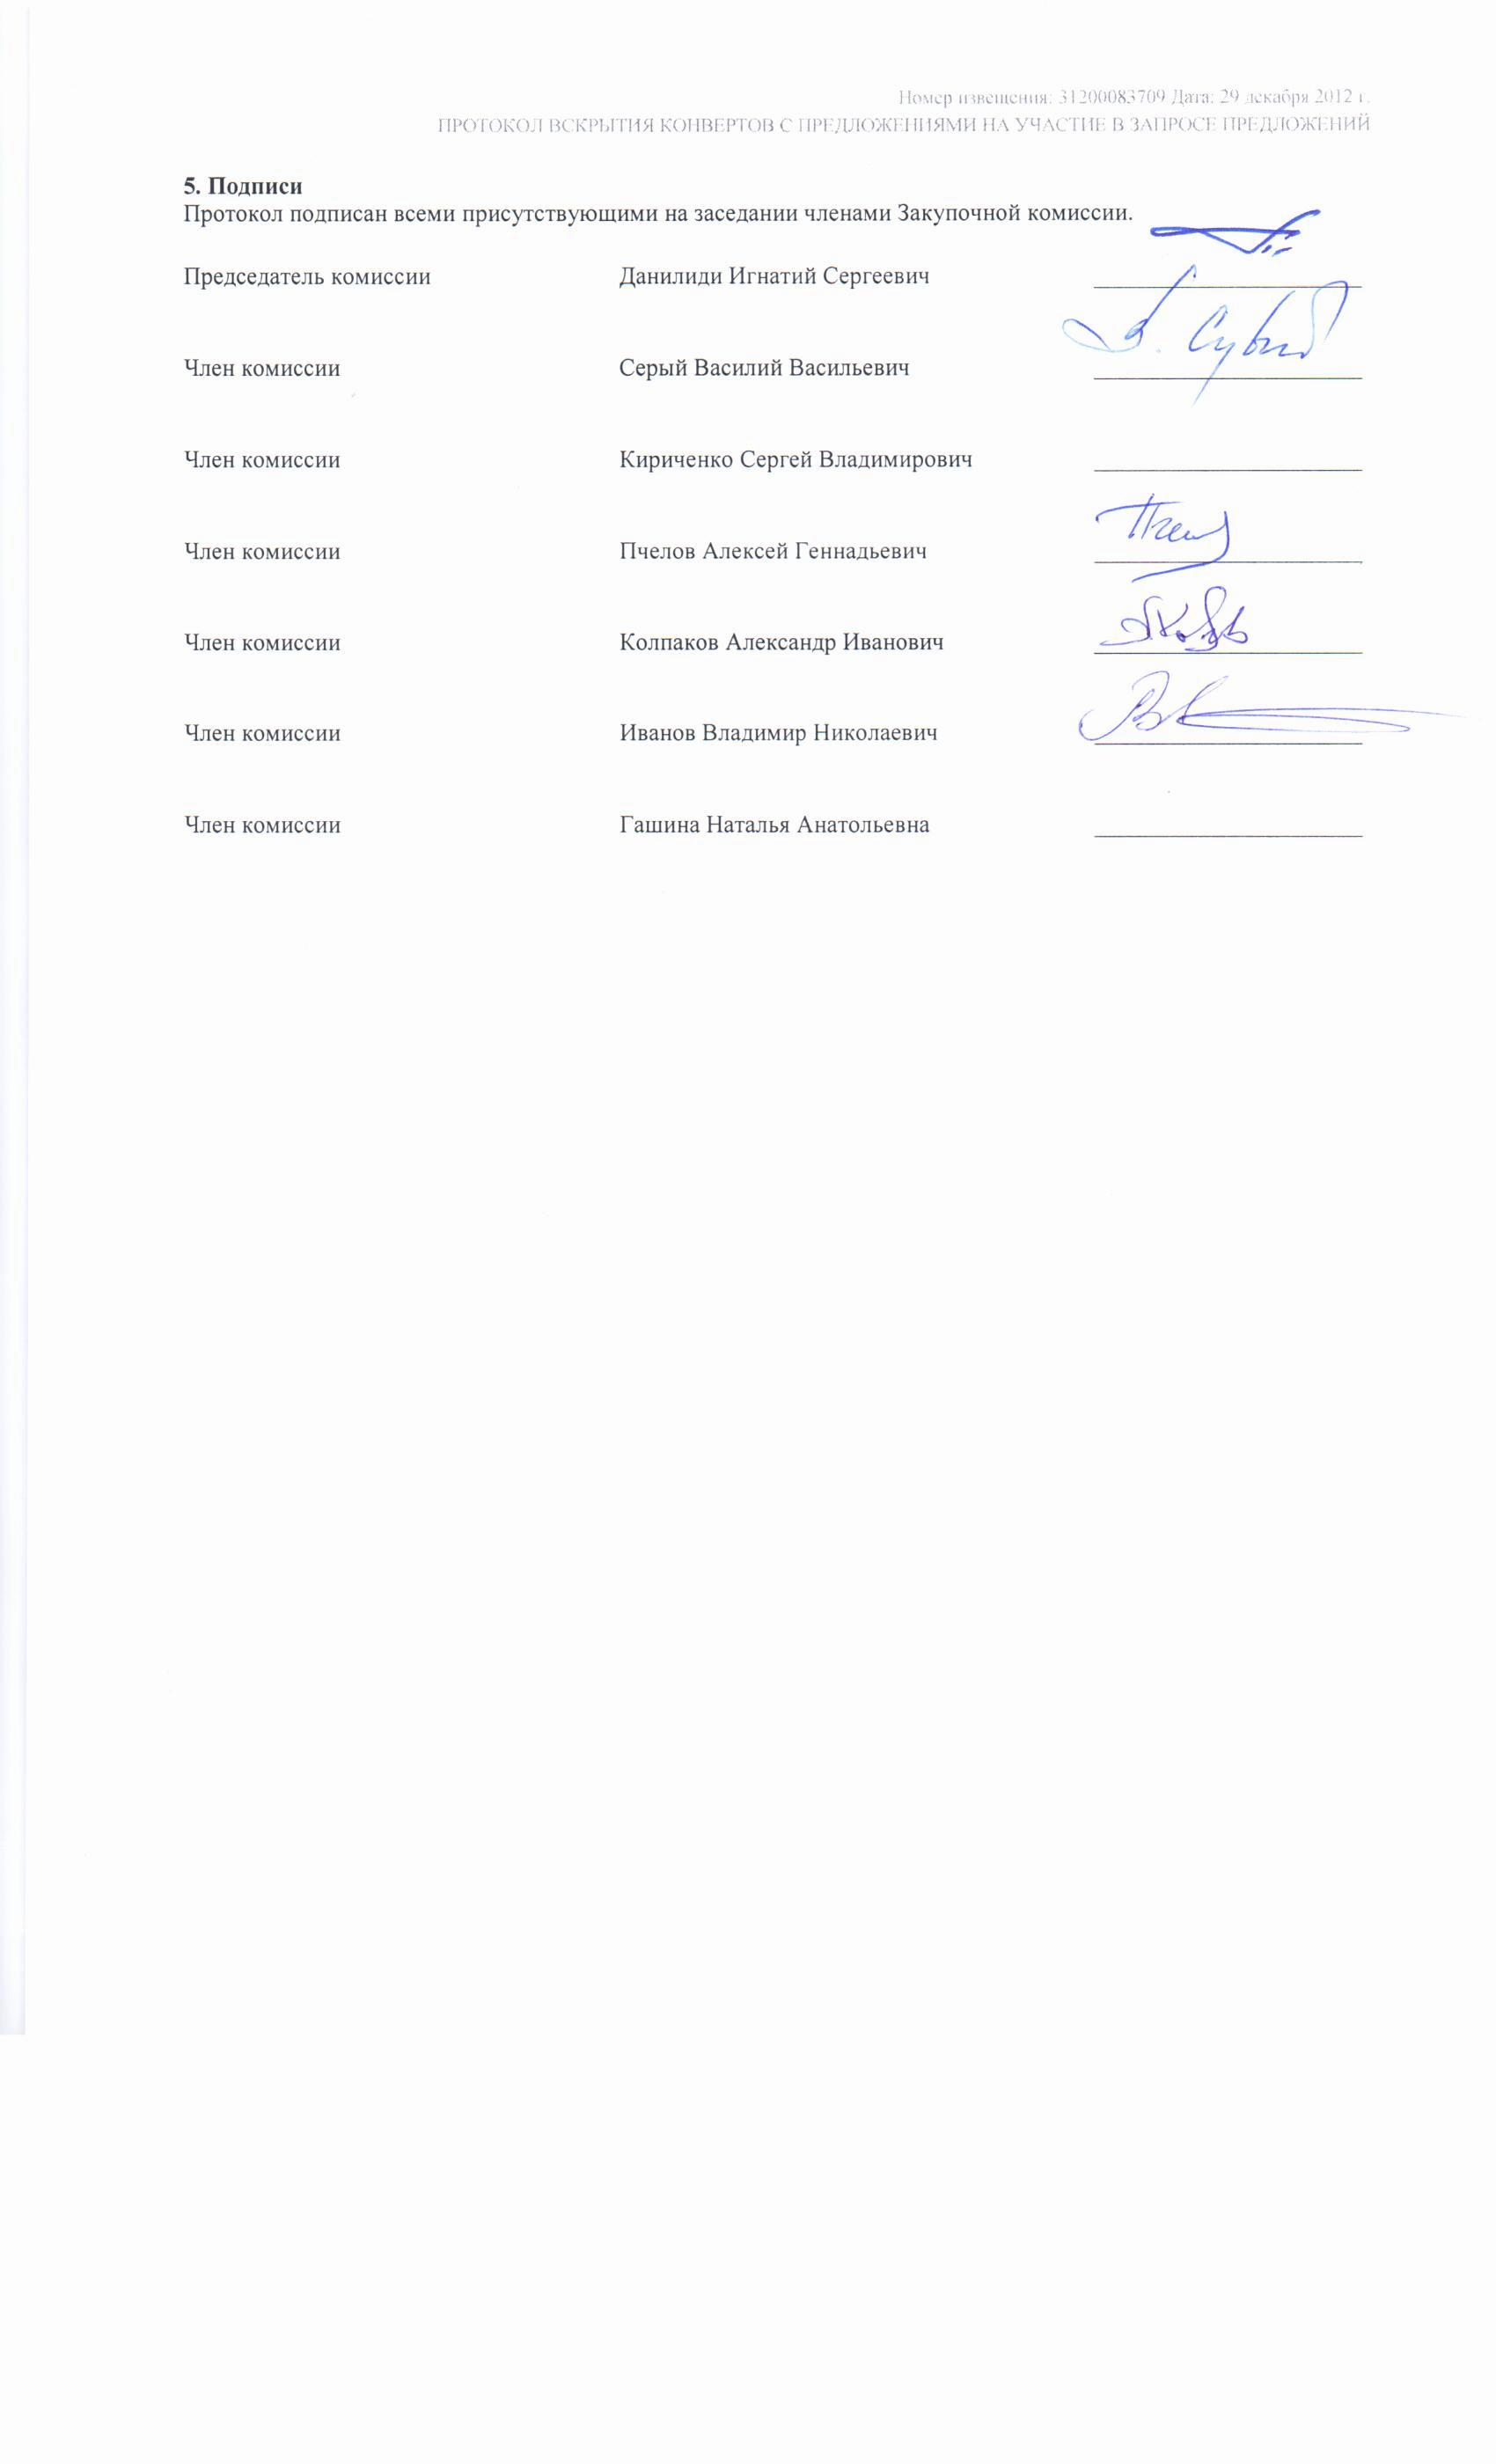 Номер извещения: 31200083709 Дата: 29 декабря 2012 г.
ПРОТОКОЛ ВСКРЫТИЯ КОНВЕРТОВ С ПРЕДЛОЖЕНИЯМИ НА УЧАСТИЕ В ЗАПРОСЕ ПРЕДЛОЖЕНИЙ
5. Подписи
Протокол подписан всеми присутствующими на заседании членами Закупочной комиссии.
Председатель комиссии Данилиди Игнатий Сергеевич
Член комиссии Серый Василий Васильевич
Член комиссии Кириченко Сергей Владимирович
Член комиссии Пчелов Алексей Геннадьевич
Член комиссии Колпаков Александр Иванович
Член комиссии Иванов Владимир Николаевич
Член комиссии Гашина Наталья Анатольевна